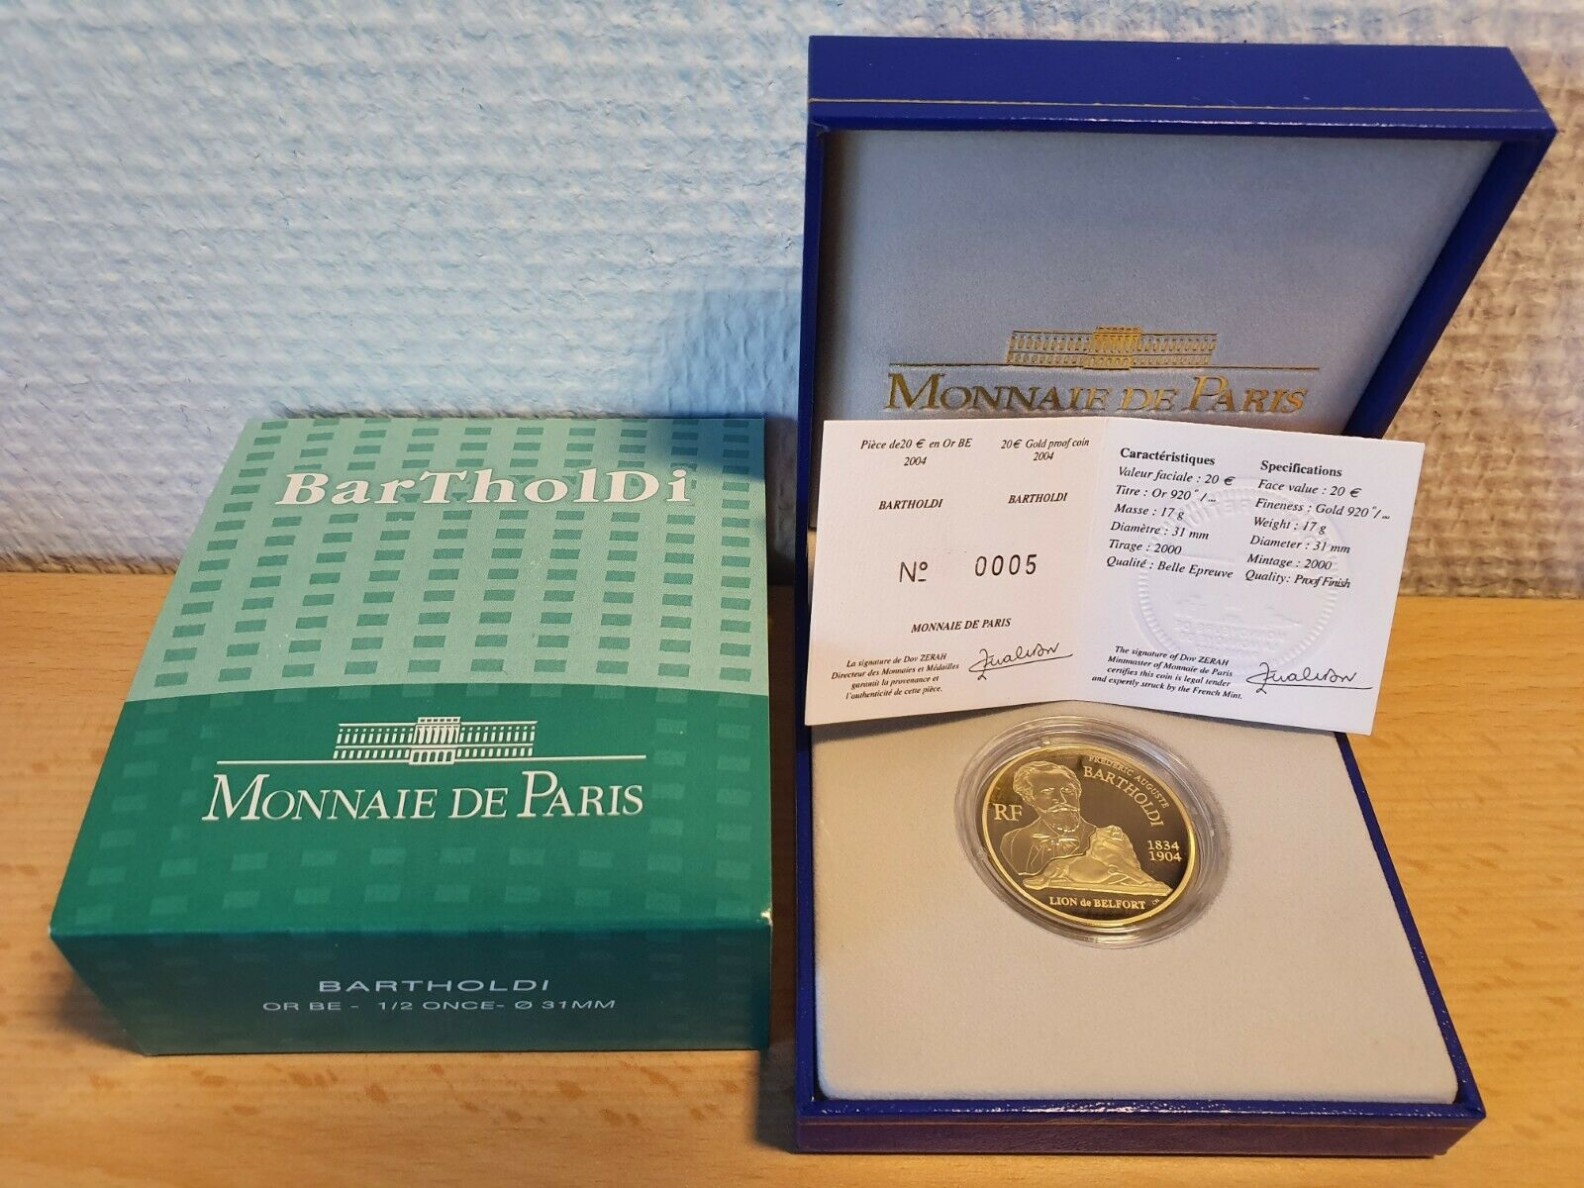 BarTholDi
MONNAIE DE PARIS
BARTHOLDI
OR BE - 1/2 ONCE- Ø 31MM
MONNAIE DE PARIS
Pièce de20 € en Or BE
2004
BARTHOLDI
20€ Gold proof coin
2004
BARTHOLDI
Nº 0005
MONNAIE DE PARIS
La signature de Dov ZERAH
Directeur des Monnaies et Médailles
garantit la provenance et
l'authenticité de cette pièce.
Caractéristiques
Valeur faciale : 20 €
Titre : Or 920 °/...
Masse : 17 g
Diamètre : 31 mm
Tirage : 2000
Qualité : Belle Epreuve
Specifications
Face value : 20 €
Fineness : Gold 920 °/...
Weight : 17 g
Diameter : 31 mm
Mintage : 2000
Quality: Proof Finish
The signature of Dov ZERAH
Mintmaster of Monnaie de Paris
certifies this coin is legal tender
and expertly struck by the French Mint.
FREDERIC AUGUSTE
BARTHOLDI
RF
1834
1904
LION de BELFORT